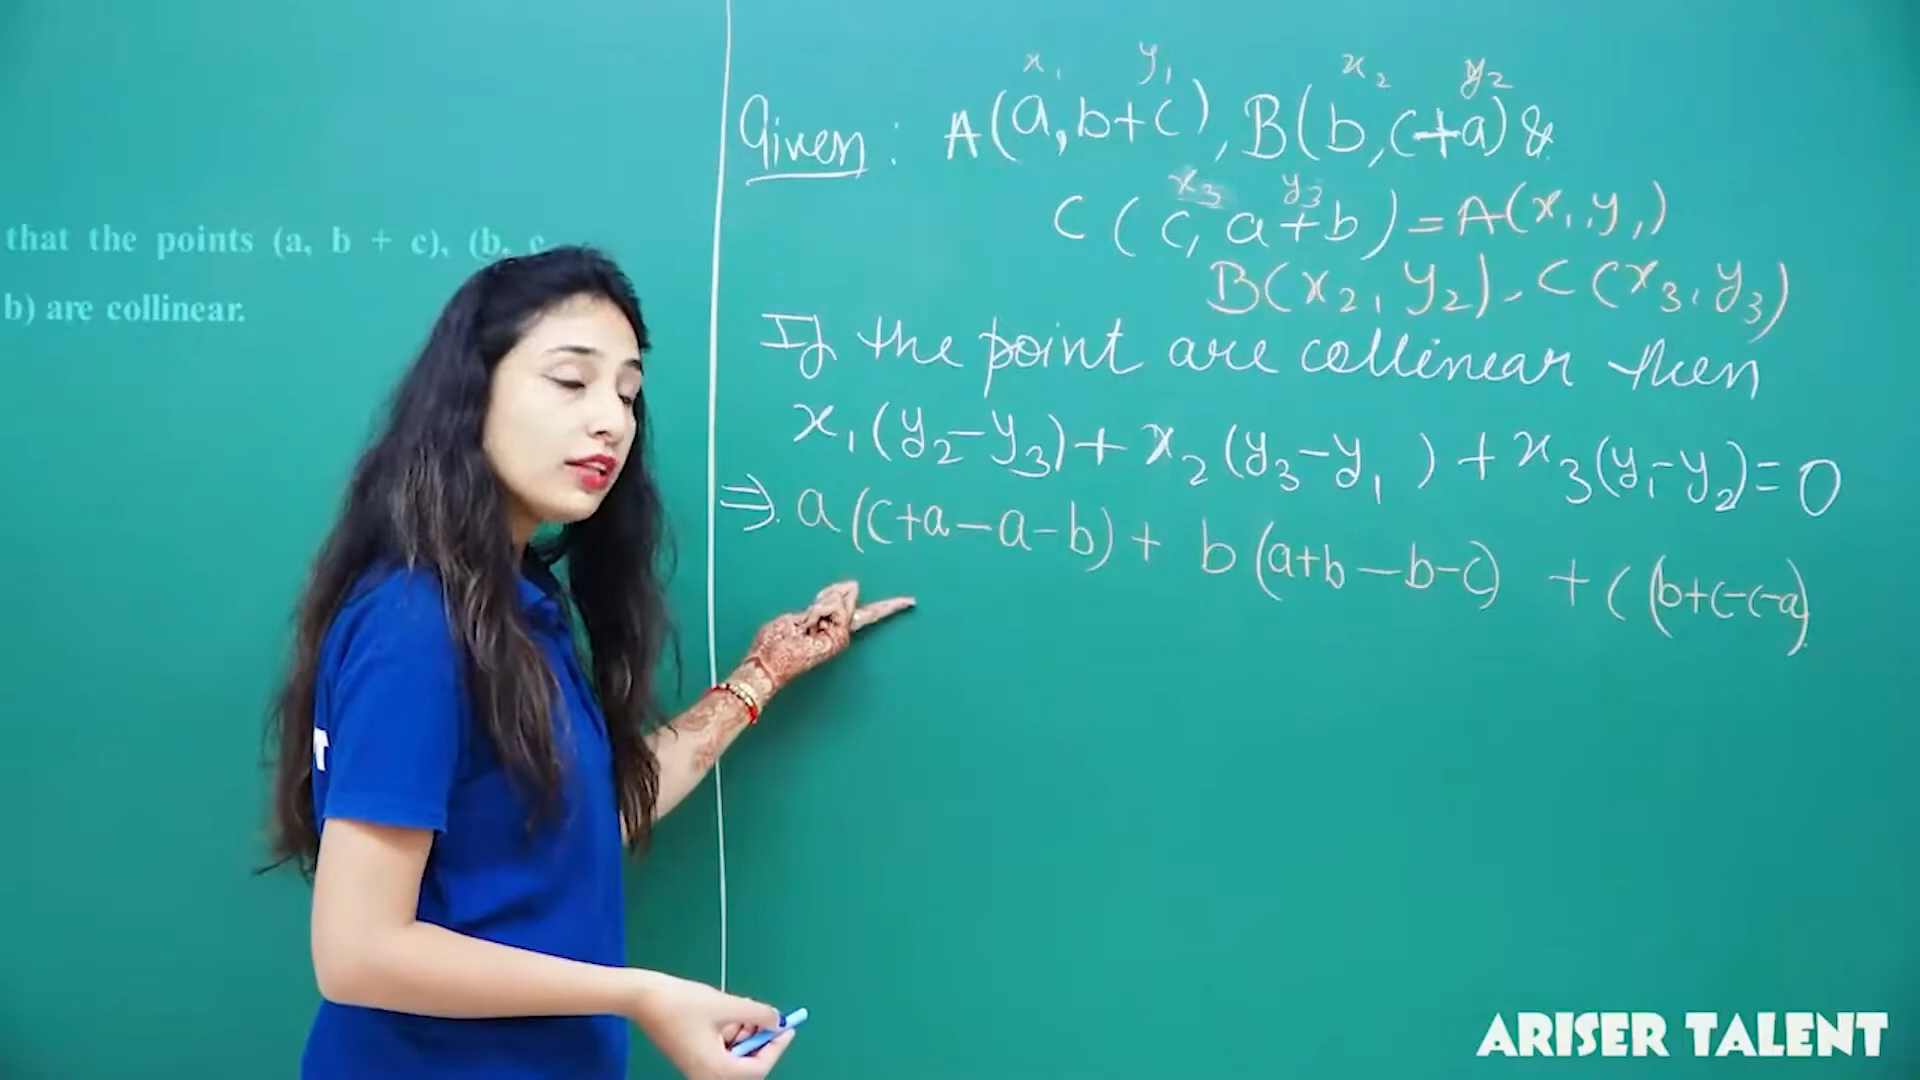 that the points (a, b + c), (b, c
b) are collinear.
x₁ y₁ x₂ y₂
Given : A(a, b+c), B(b, c+a) &
x₃ y₃
C(c, a+b) = A(x₁, y₁)
B(x₂, y₂), C(x₃, y₃)
If the point are collinear then
x₁(y₂-y₃)+x₂(y₃-y₁)+x₃(y₁-y₂)=0
⇒ a(c+a-a-b)+ b(a+b-b-c) + c(b+c-c-a)
T
ARISER TALENT